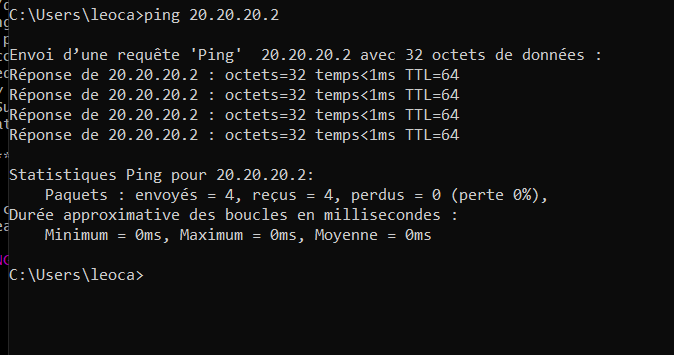 C:\Users\leoca>ping 20.20.20.2
Envoi d’une requête 'Ping'  20.20.20.2 avec 32 octets de données :
Réponse de 20.20.20.2 : octets=32 temps<1ms TTL=64
Réponse de 20.20.20.2 : octets=32 temps<1ms TTL=64
Réponse de 20.20.20.2 : octets=32 temps<1ms TTL=64
Réponse de 20.20.20.2 : octets=32 temps<1ms TTL=64
Statistiques Ping pour 20.20.20.2:
    Paquets : envoyés = 4, reçus = 4, perdus = 0 (perte 0%),
Durée approximative des boucles en millisecondes :
    Minimum = 0ms, Maximum = 0ms, Moyenne = 0ms
C:\Users\leoca>